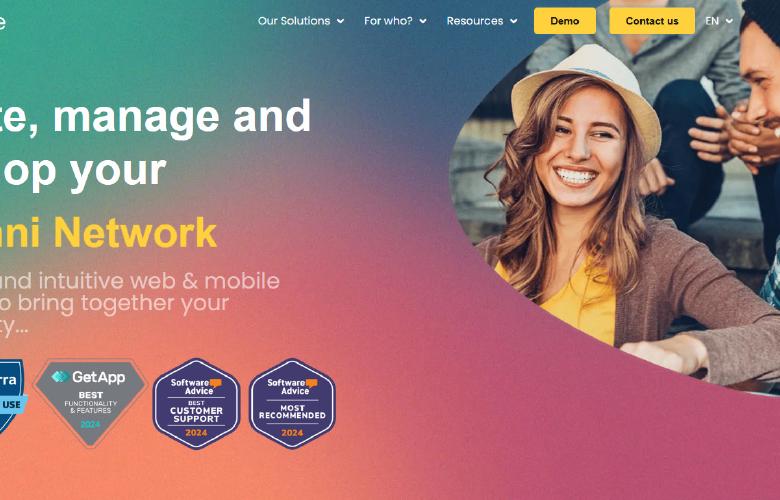 e
Our Solutions
For who?
Resources
Demo
Contact us
EN
te, manage and
op your
ni Network
and intuitive web & mobile
o bring together your
ty...
rra
USE
GetApp
BEST
FUNCTIONALITY
& FEATURES
2024
Software
Advice
BEST
CUSTOMER
SUPPORT
2024
Software
Advice
MOST
RECOMMENDED
2024